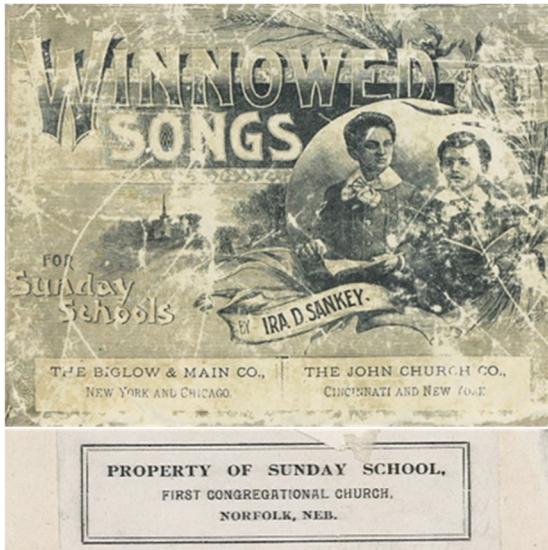 WINNOWED
SONGS
FOR
Sunday
Schools
BY IRA D. SANKEY.
THE BIGLOW & MAIN CO.,
NEW YORK AND CHICAGO.
THE JOHN CHURCH CO.,
CINCINNATI AND NEW YORK
PROPERTY OF SUNDAY SCHOOL,
FIRST CONGREGATIONAL CHURCH,
NORFOLK, NEB.